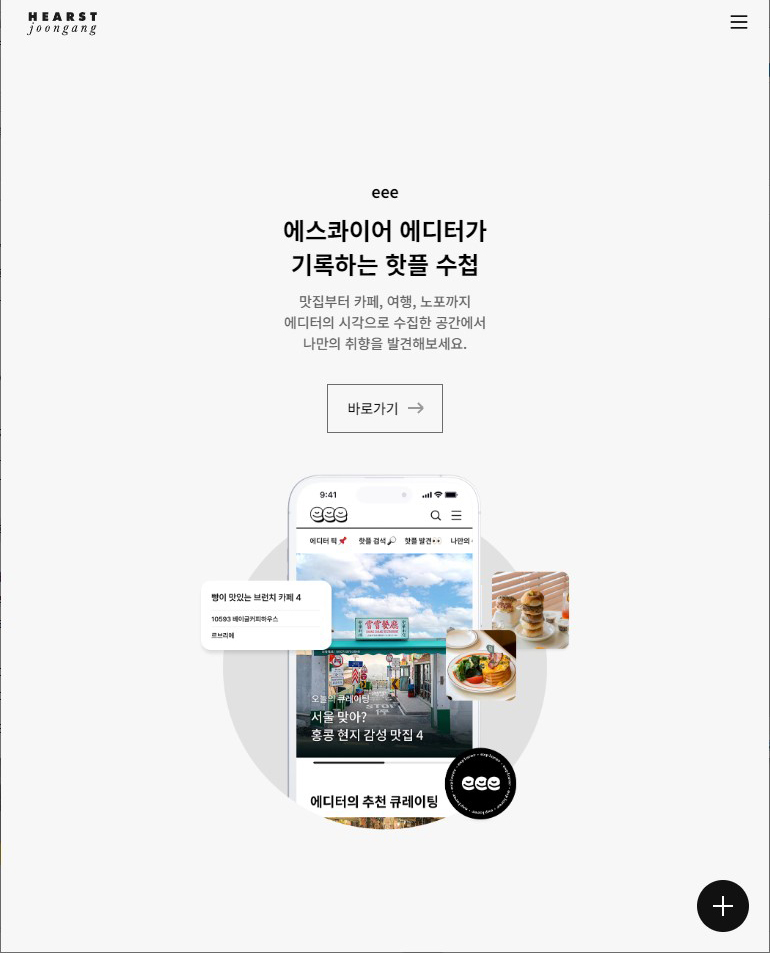 HEARST
joongang
eee
에스콰이어 에디터가
기록하는 핫플 수첩
맛집부터 카페, 여행, 노포까지
에디터의 시각으로 수집한 공간에서
나만의 취향을 발견해보세요.
바로가기
9:41
eee
에디터 픽
핫플 검색
핫플 발견
나만의
빵이 맛있는 브런치 카페 4
10593 베이글커피하우스
르브리에
오늘의 큐레이팅
서울 맞아?
홍콩 현지 감성 맛집 4
에디터의 추천 큐레이팅
eee